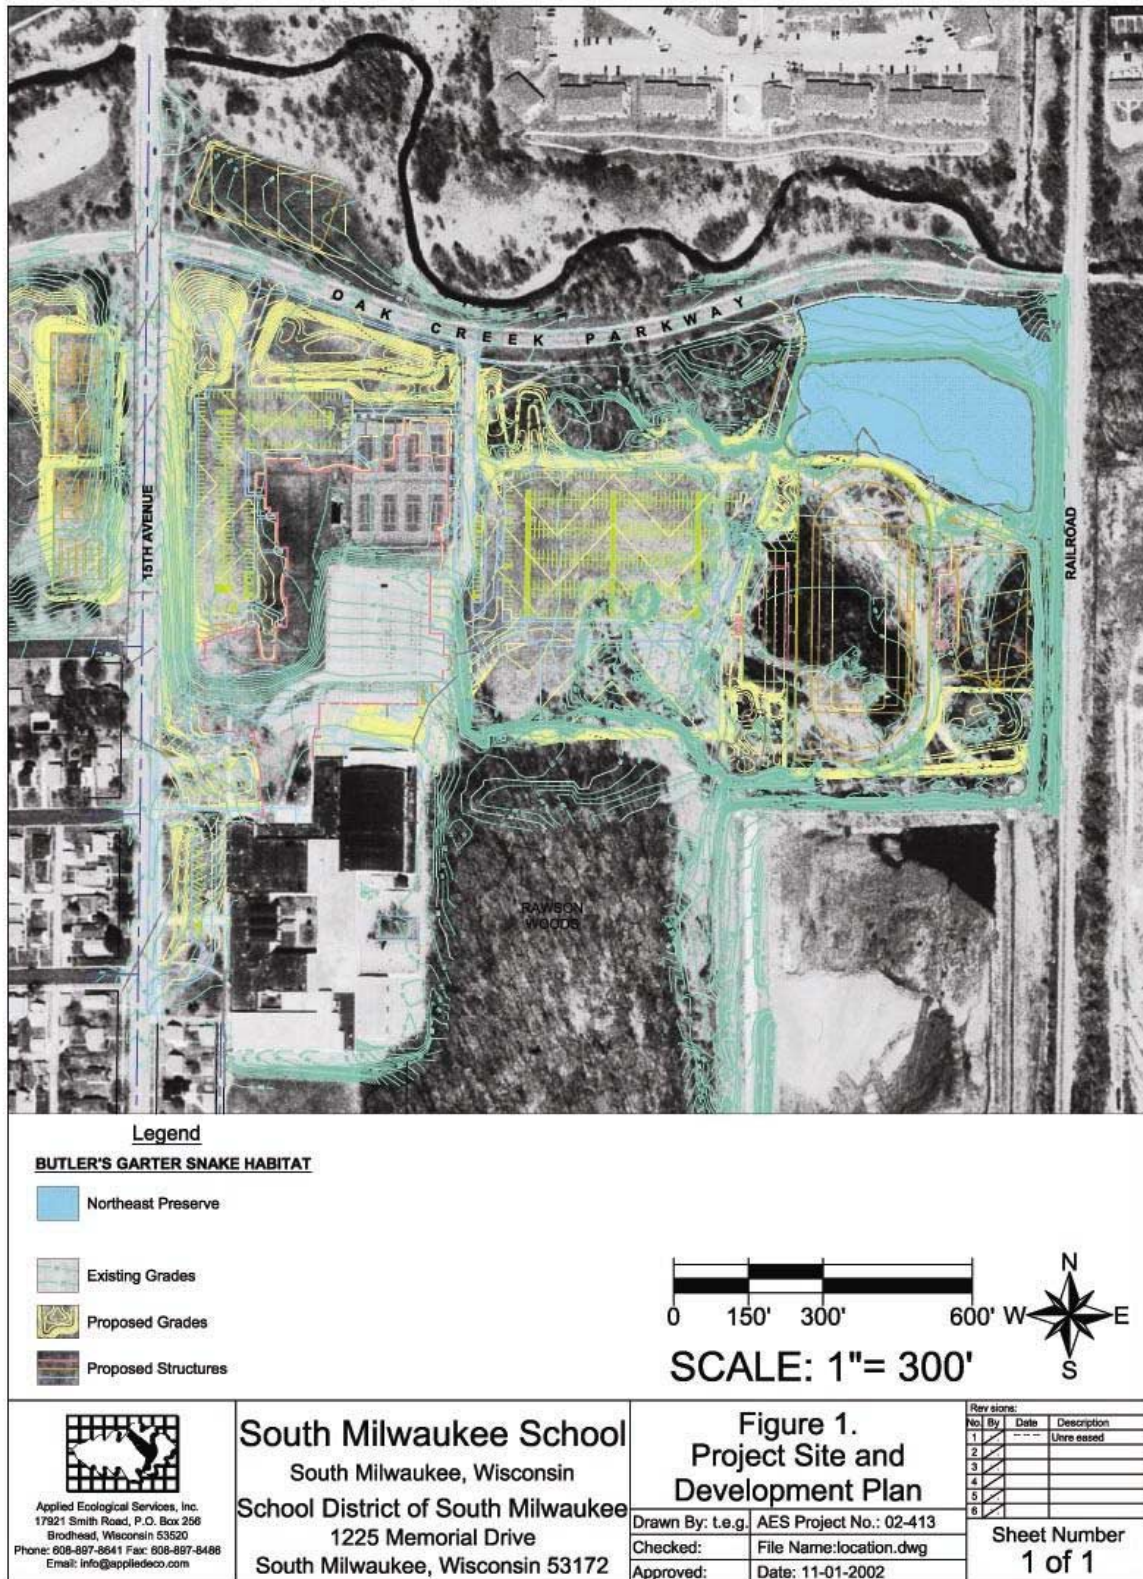 OAK CREEK PARKWAY
15TH AVENUE
RAILROAD
RAWSON
WOODS
Legend
BUTLER'S GARTER SNAKE HABITAT
Northeast Preserve
Existing Grades
Proposed Grades
Proposed Structures
0 150' 300' 600'
N
W E
S
SCALE: 1"= 300'
Applied Ecological Services, Inc.
17921 Smith Road, P.O. Box 256
Brodhead, Wisconsin 53520
Phone: 608-897-8641 Fax: 608-897-8486
Email: info@appliedeco.com
South Milwaukee School
South Milwaukee, Wisconsin
School District of South Milwaukee
1225 Memorial Drive
South Milwaukee, Wisconsin 53172
Figure 1.
Project Site and
Development Plan
Drawn By: t.e.g. AES Project No.: 02-413
Checked: File Name:location.dwg
Approved: Date: 11-01-2002
Rev sions:
No. By Date Description
1 ---- Unre eased
2
3
4
5
6
Sheet Number
1 of 1